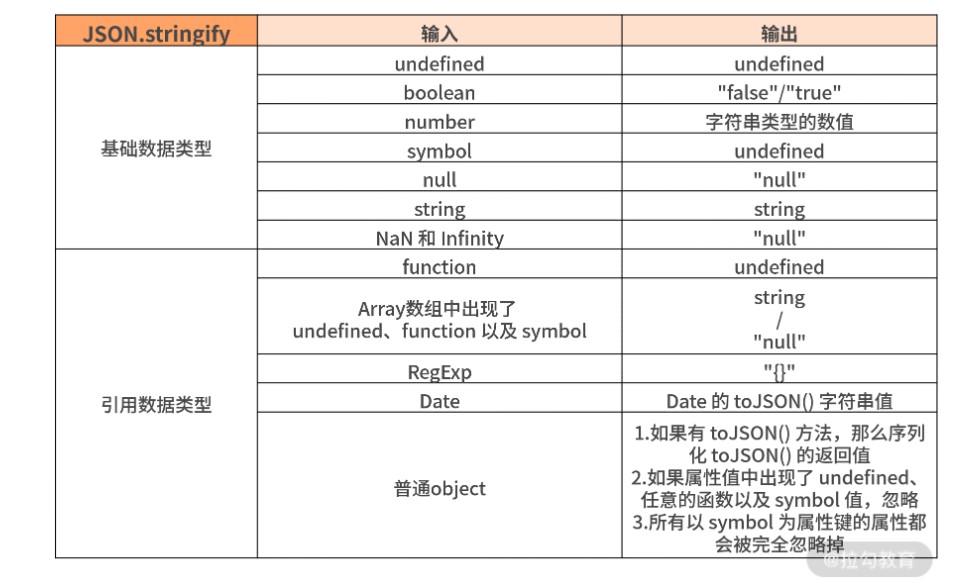 JSON.stringify
输入
输出
基础数据类型
undefined
undefined
boolean
"false"/"true"
number
字符串类型的数值
symbol
undefined
null
"null"
string
string
NaN 和 Infinity
"null"
引用数据类型
function
undefined
Array数组中出现了
undefined、function 以及 symbol
string
/
"null"
RegExp
"{}"
Date
Date 的 toJSON() 字符串值
普通object
1.如果有 toJSON() 方法，那么序列
化 toJSON() 的返回值
2.如果属性值中出现了 undefined、
任意的函数以及 symbol 值，忽略
3.所有以 symbol 为属性键的属性都
会被完全忽略掉
@拉勾教育